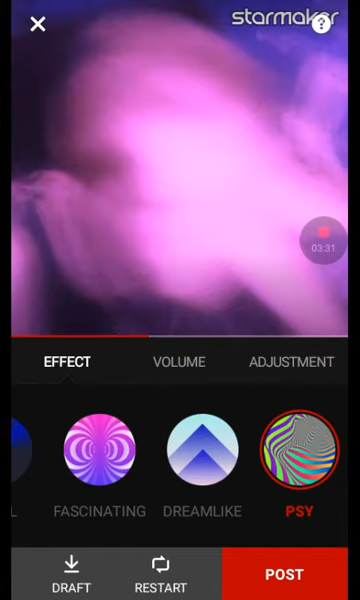 starmaker
?
03:31
EFFECT VOLUME ADJUSTMENT
L FASCINATING DREAMLIKE PSY
DRAFT RESTART POST